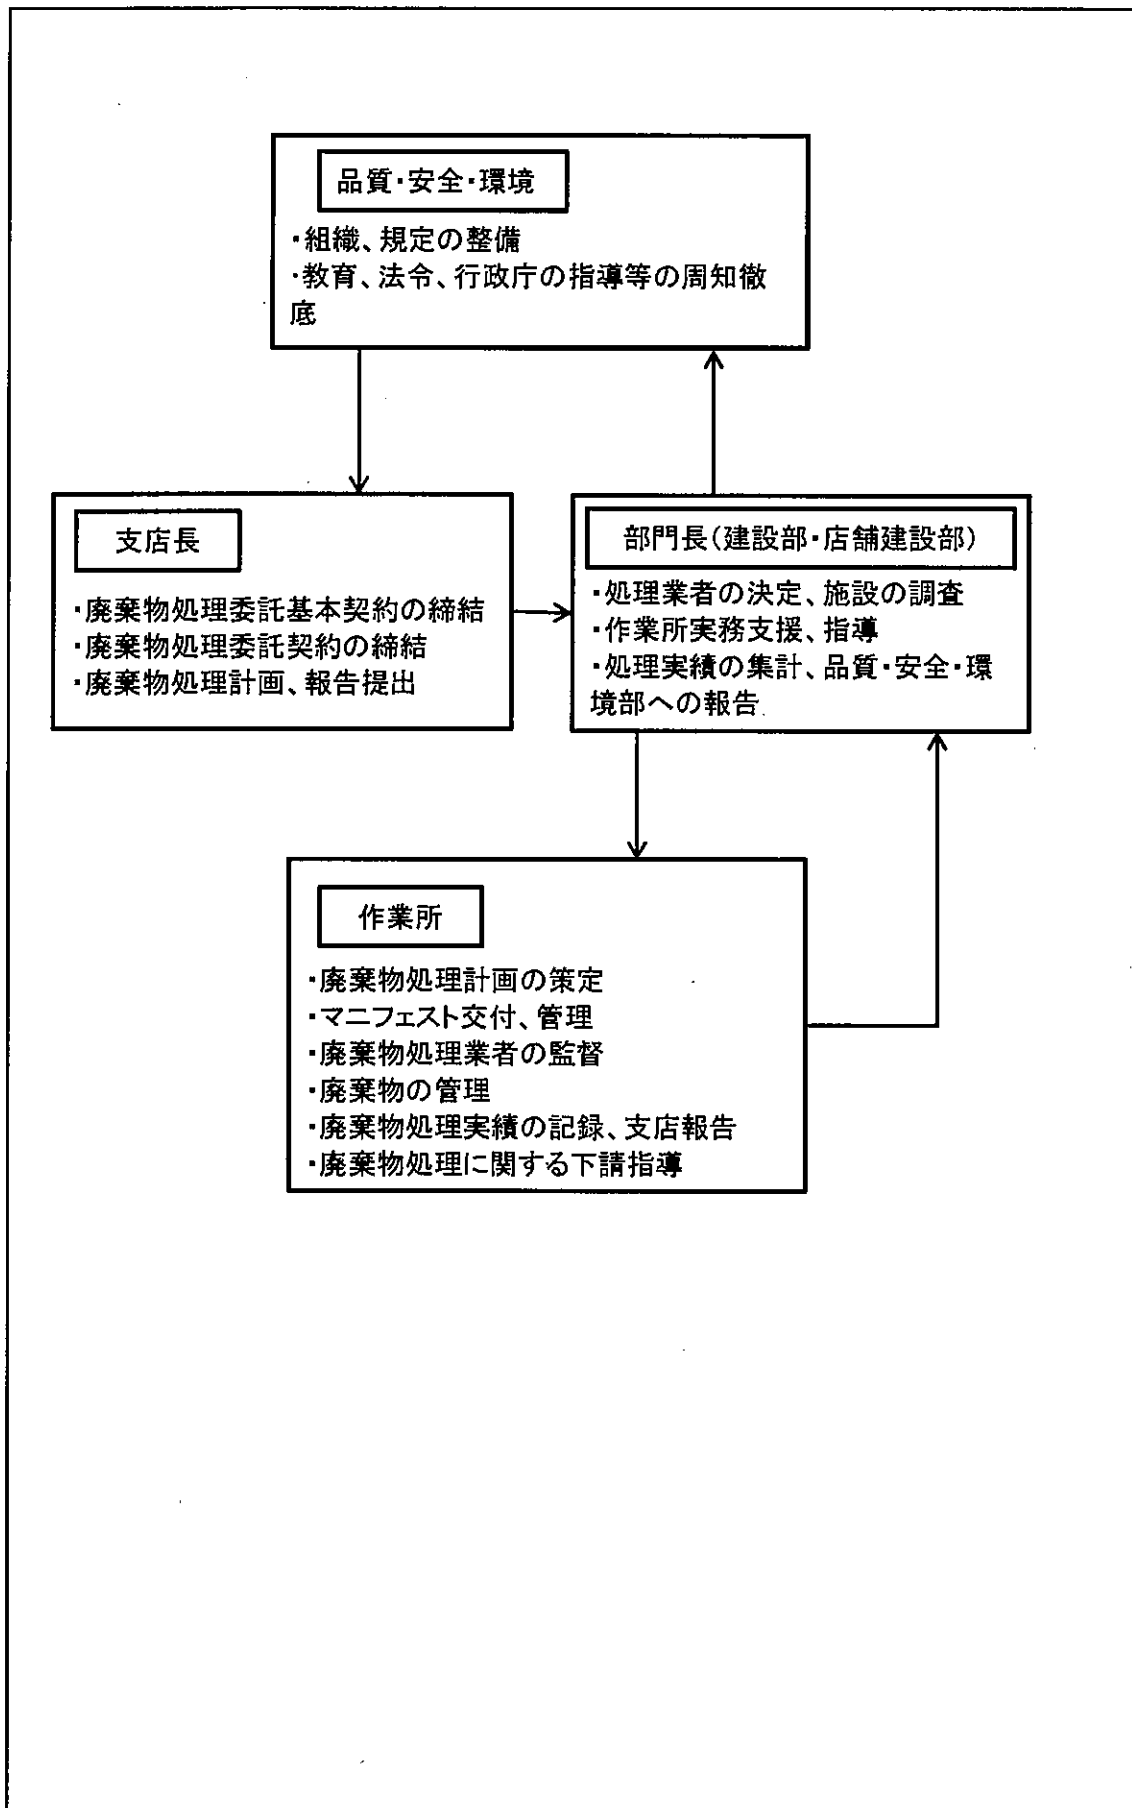 品質・安全・環境
・組織、規定の整備
・教育、法令、行政庁の指導等の周知徹
底
支店長
・廃棄物処理委託基本契約の締結
・廃棄物処理委託契約の締結
・廃棄物処理計画、報告提出
部門長(建設部・店舗建設部)
・処理業者の決定、施設の調査
・作業所実務支援、指導
・処理実績の集計、品質・安全・環
境部への報告
作業所
・廃棄物処理計画の策定
・マニフェスト交付、管理
・廃棄物処理業者の監督
・廃棄物の管理
・廃棄物処理実績の記録、支店報告
・廃棄物処理に関する下請指導